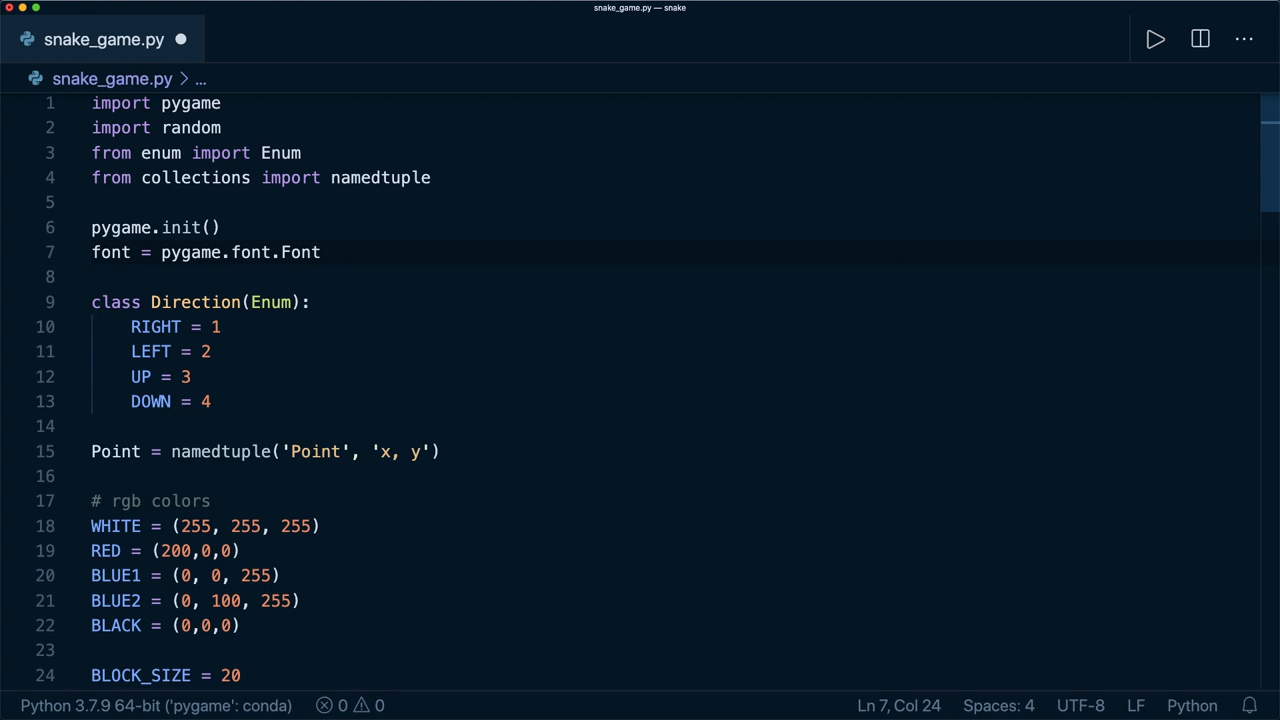 snake_game.py — snake
snake_game.py
snake_game.py > ...
1 import pygame
2 import random
3 from enum import Enum
4 from collections import namedtuple
5
6 pygame.init()
7 font = pygame.font.Font
8
9 class Direction(Enum):
10 RIGHT = 1
11 LEFT = 2
12 UP = 3
13 DOWN = 4
14
15 Point = namedtuple('Point', 'x, y')
16
17 # rgb colors
18 WHITE = (255, 255, 255)
19 RED = (200,0,0)
20 BLUE1 = (0, 0, 255)
21 BLUE2 = (0, 100, 255)
22 BLACK = (0,0,0)
23
24 BLOCK_SIZE = 20
Python 3.7.9 64-bit ('pygame': conda) 0 0 Ln 7, Col 24 Spaces: 4 UTF-8 LF Python